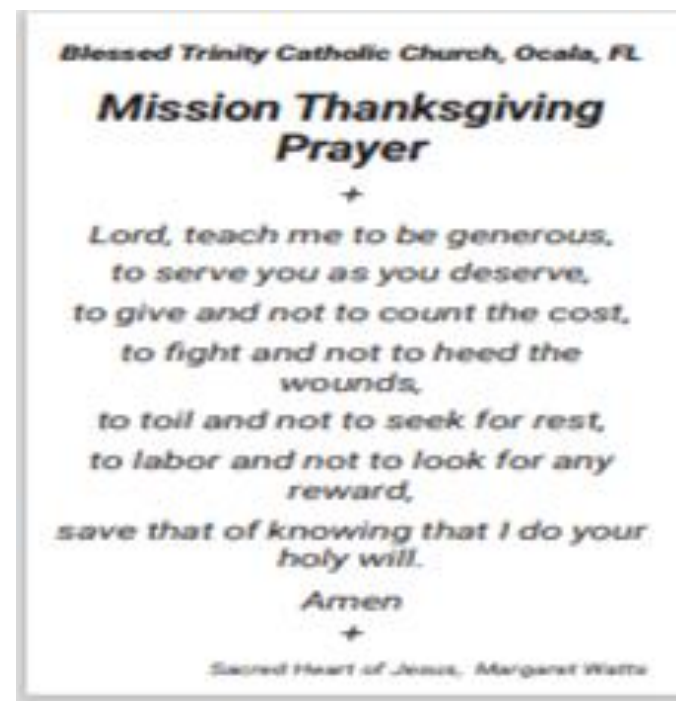 Blessed Trinity Catholic Church, Ocala, FL
Mission Thanksgiving
Prayer
+
Lord, teach me to be generous,
to serve you as you deserve,
to give and not to count the cost,
to fight and not to heed the
wounds,
to toil and not to seek for rest,
to labor and not to look for any
reward,
save that of knowing that I do your
holy will.
Amen
+
Sacred Heart of Jesus, Margaret Watts